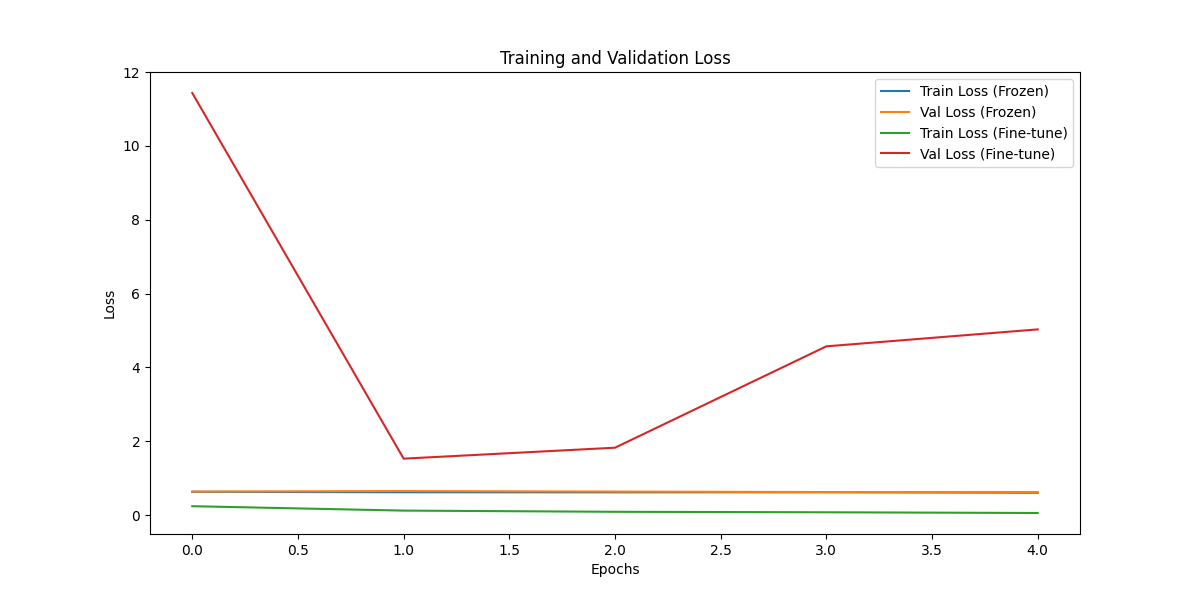 Training and Validation Loss
Train Loss (Frozen)
Val Loss (Frozen)
Train Loss (Fine-tune)
Val Loss (Fine-tune)
12
10
8
6
4
2
0
Loss
0.0 0.5 1.0 1.5 2.0 2.5 3.0 3.5 4.0
Epochs